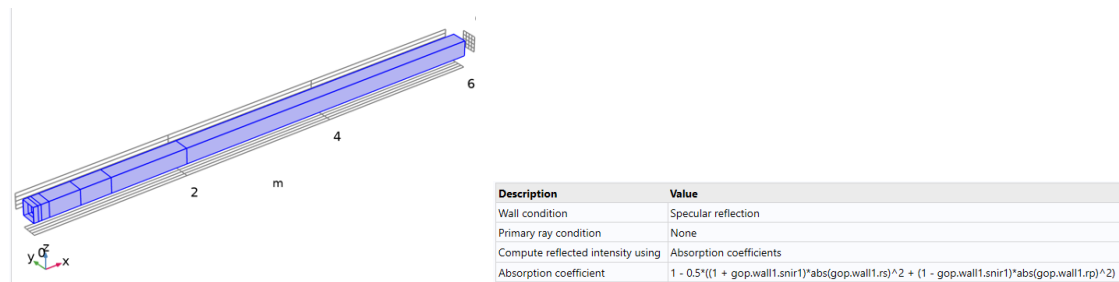 6
4
2
m
0
z
y
x
Description Value
Wall condition Specular reflection
Primary ray condition None
Compute reflected intensity using Absorption coefficients
Absorption coefficient 1 - 0.5*((1 + gop.wall1.snir1)*abs(gop.wall1.rs)^2 + (1 - gop.wall1.snir1)*abs(gop.wall1.rp)^2)